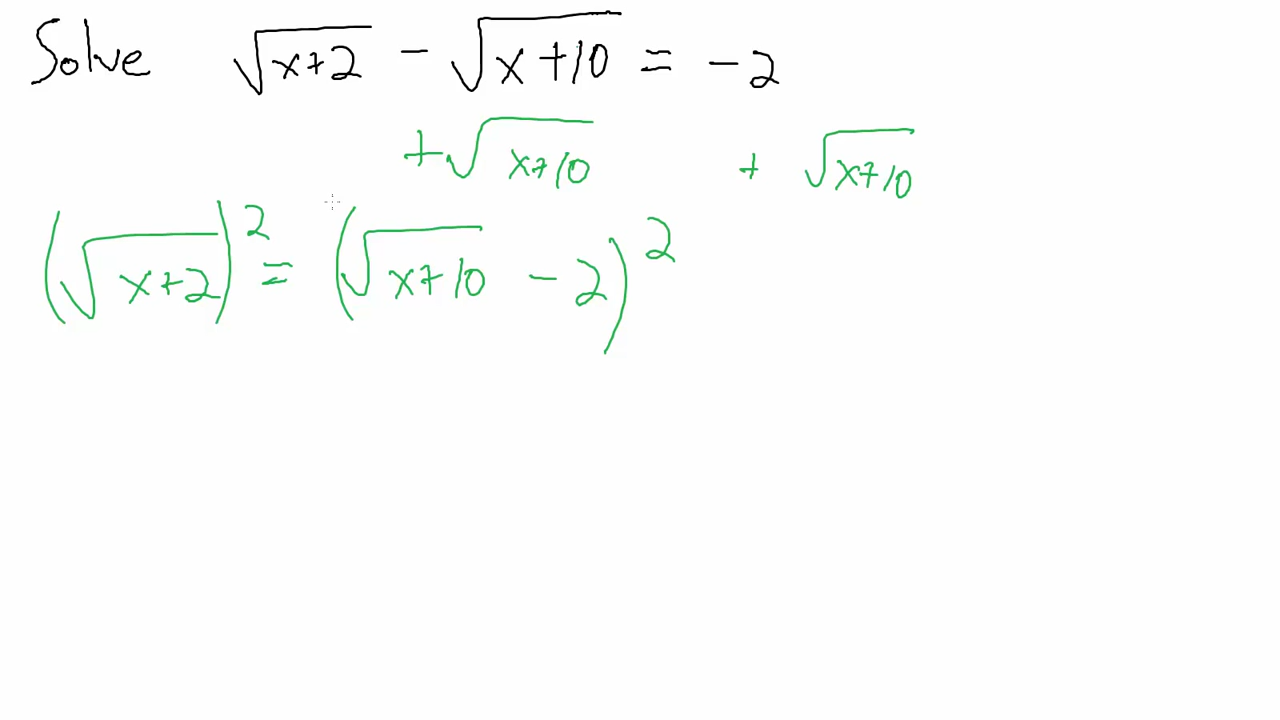 Solve √(x+2) - √(x+10) = -2
+√(x+10) + √(x+10)
(√(x+2))² = (√(x+10) - 2)²